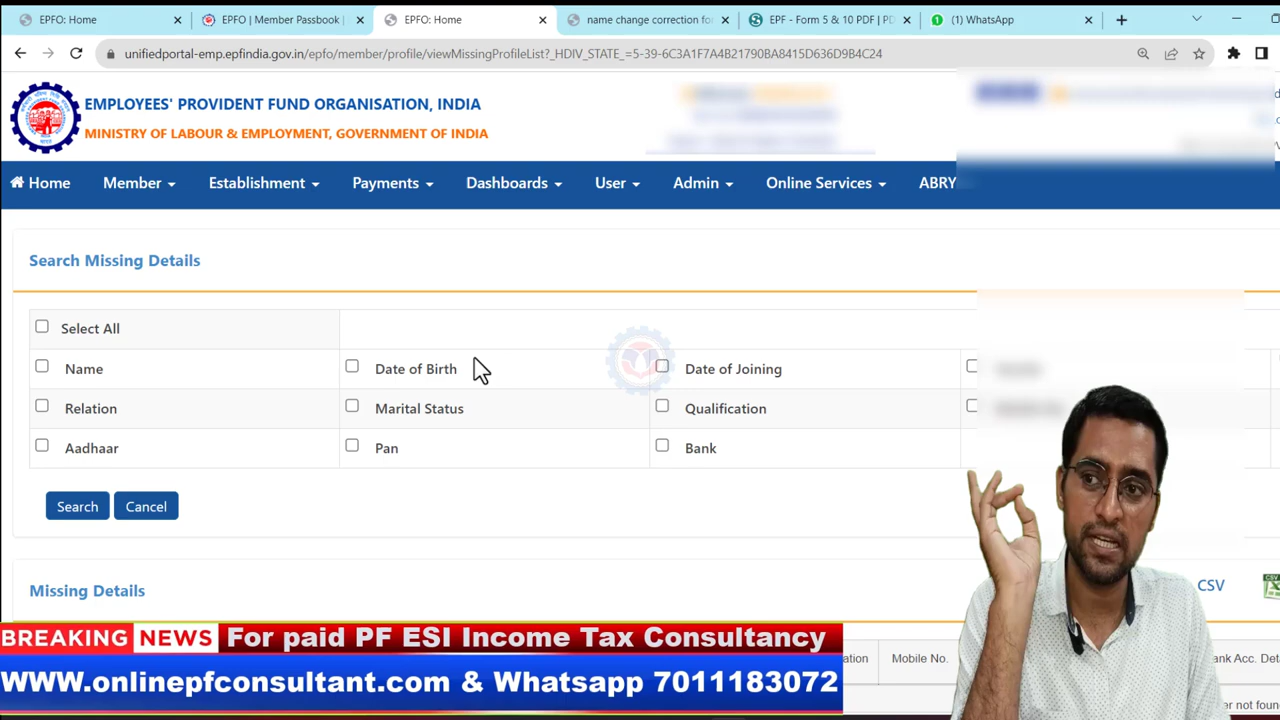 EPFO: Home
EPFO | Member Passbook |
EPFO: Home
name change correction for
EPF - Form 5 & 10 PDF | PD
(1) WhatsApp
unifiedportal-emp.epfindia.gov.in/epfo/member/profile/viewMissingProfileList?_HDIV_STATE_=5-39-6C3A1F7A4B21790BA8415D636D9B4C24
EMPLOYEES' PROVIDENT FUND ORGANISATION, INDIA
MINISTRY OF LABOUR & EMPLOYMENT, GOVERNMENT OF INDIA
Home Member Establishment Payments Dashboards User Admin Online Services ABRY
Search Missing Details
Select All
Name Date of Birth Date of Joining
Relation Marital Status Qualification
Aadhaar Pan Bank
Search Cancel
Missing Details
CSV
Mobile No.
BREAKING NEWS For paid PF ESI Income Tax Consultancy
WWW.onlinepfconsultant.com & Whatsapp 7011183072